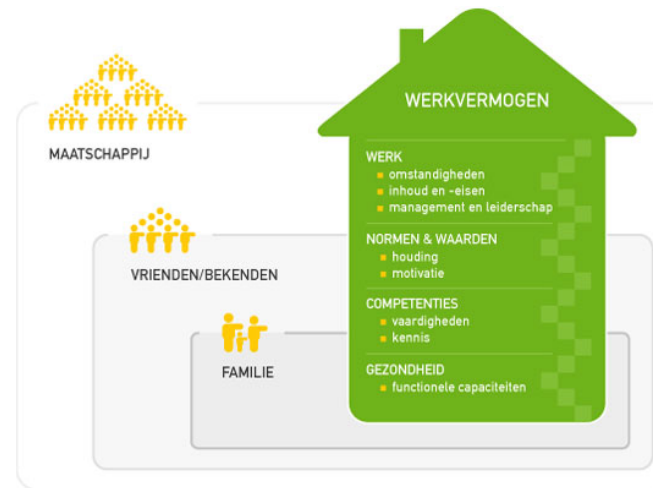 WERKVERMOGEN
MAATSCHAPPIJ
WERK
omstandigheden
inhoud en -eisen
management en leiderschap
VRIENDEN/BEKENDEN
NORMEN & WAARDEN
houding
motivatie
COMPETENTIES
vaardigheden
kennis
FAMILIE
GEZONDHEID
functionele capaciteiten